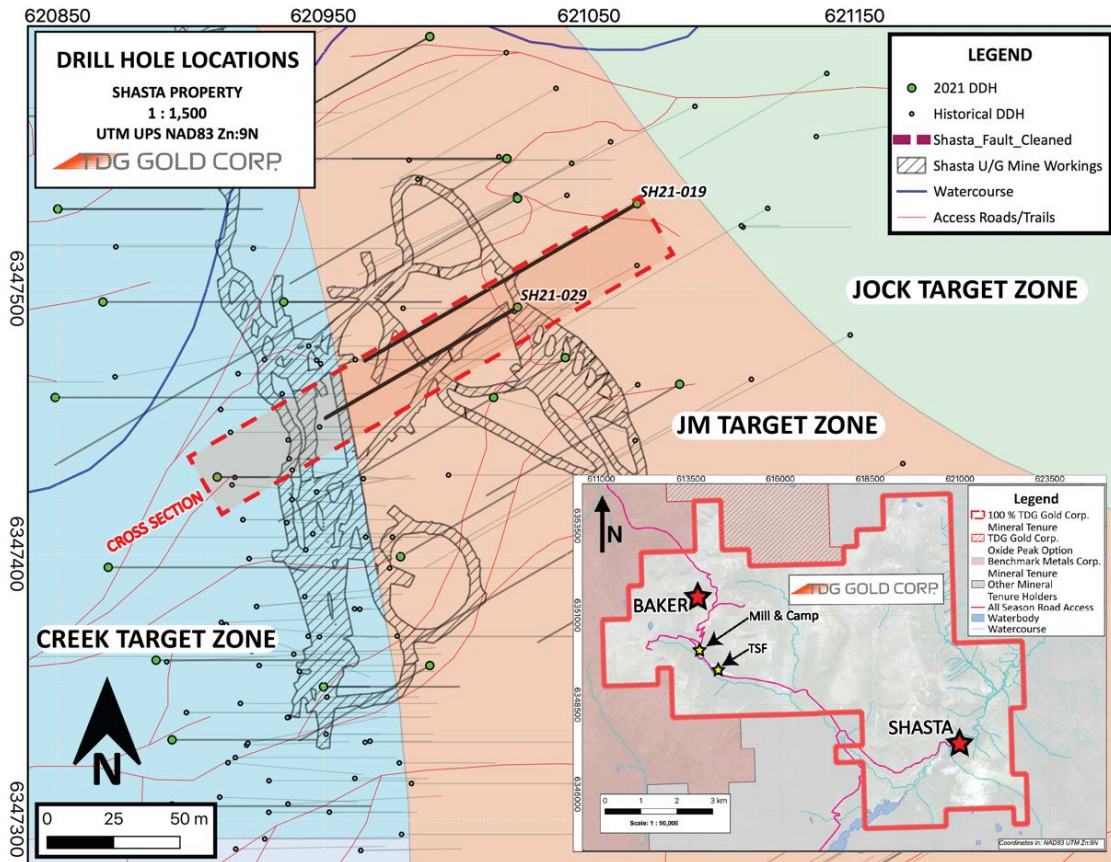 620850
620950
621050
621150
DRILL HOLE LOCATIONS
SHASTA PROPERTY
1 : 1,500
UTM UPS NAD83 Zn:9N
TDG GOLD CORP.
LEGEND
2021 DDH
Historical DDH
Shasta_Fault_Cleaned
Shasta U/G Mine Workings
Watercourse
Access Roads/Trails
SH21-019
SH21-029
6347500
6347400
6347300
JOCK TARGET ZONE
JM TARGET ZONE
CROSS SECTION
CREEK TARGET ZONE
N
0 25 50 m
611000
613500
616000
618500
621000
623500
6353500
6351000
6348500
6346000
N
TDG GOLD CORP.
Legend
100 % TDG Gold Corp.
Mineral Tenure
TDG Gold Corp.
Oxide Peak Option
Benchmark Metals Corp.
Mineral Tenure
Other Mineral
Tenure Holders
All Season Road Access
Waterbody
Watercourse
BAKER
Mill & Camp
TSF
SHASTA
0 1 2 3 km
Scale: 1 : 50,000
Coordinates in: NAD83 UTM Zn:9N